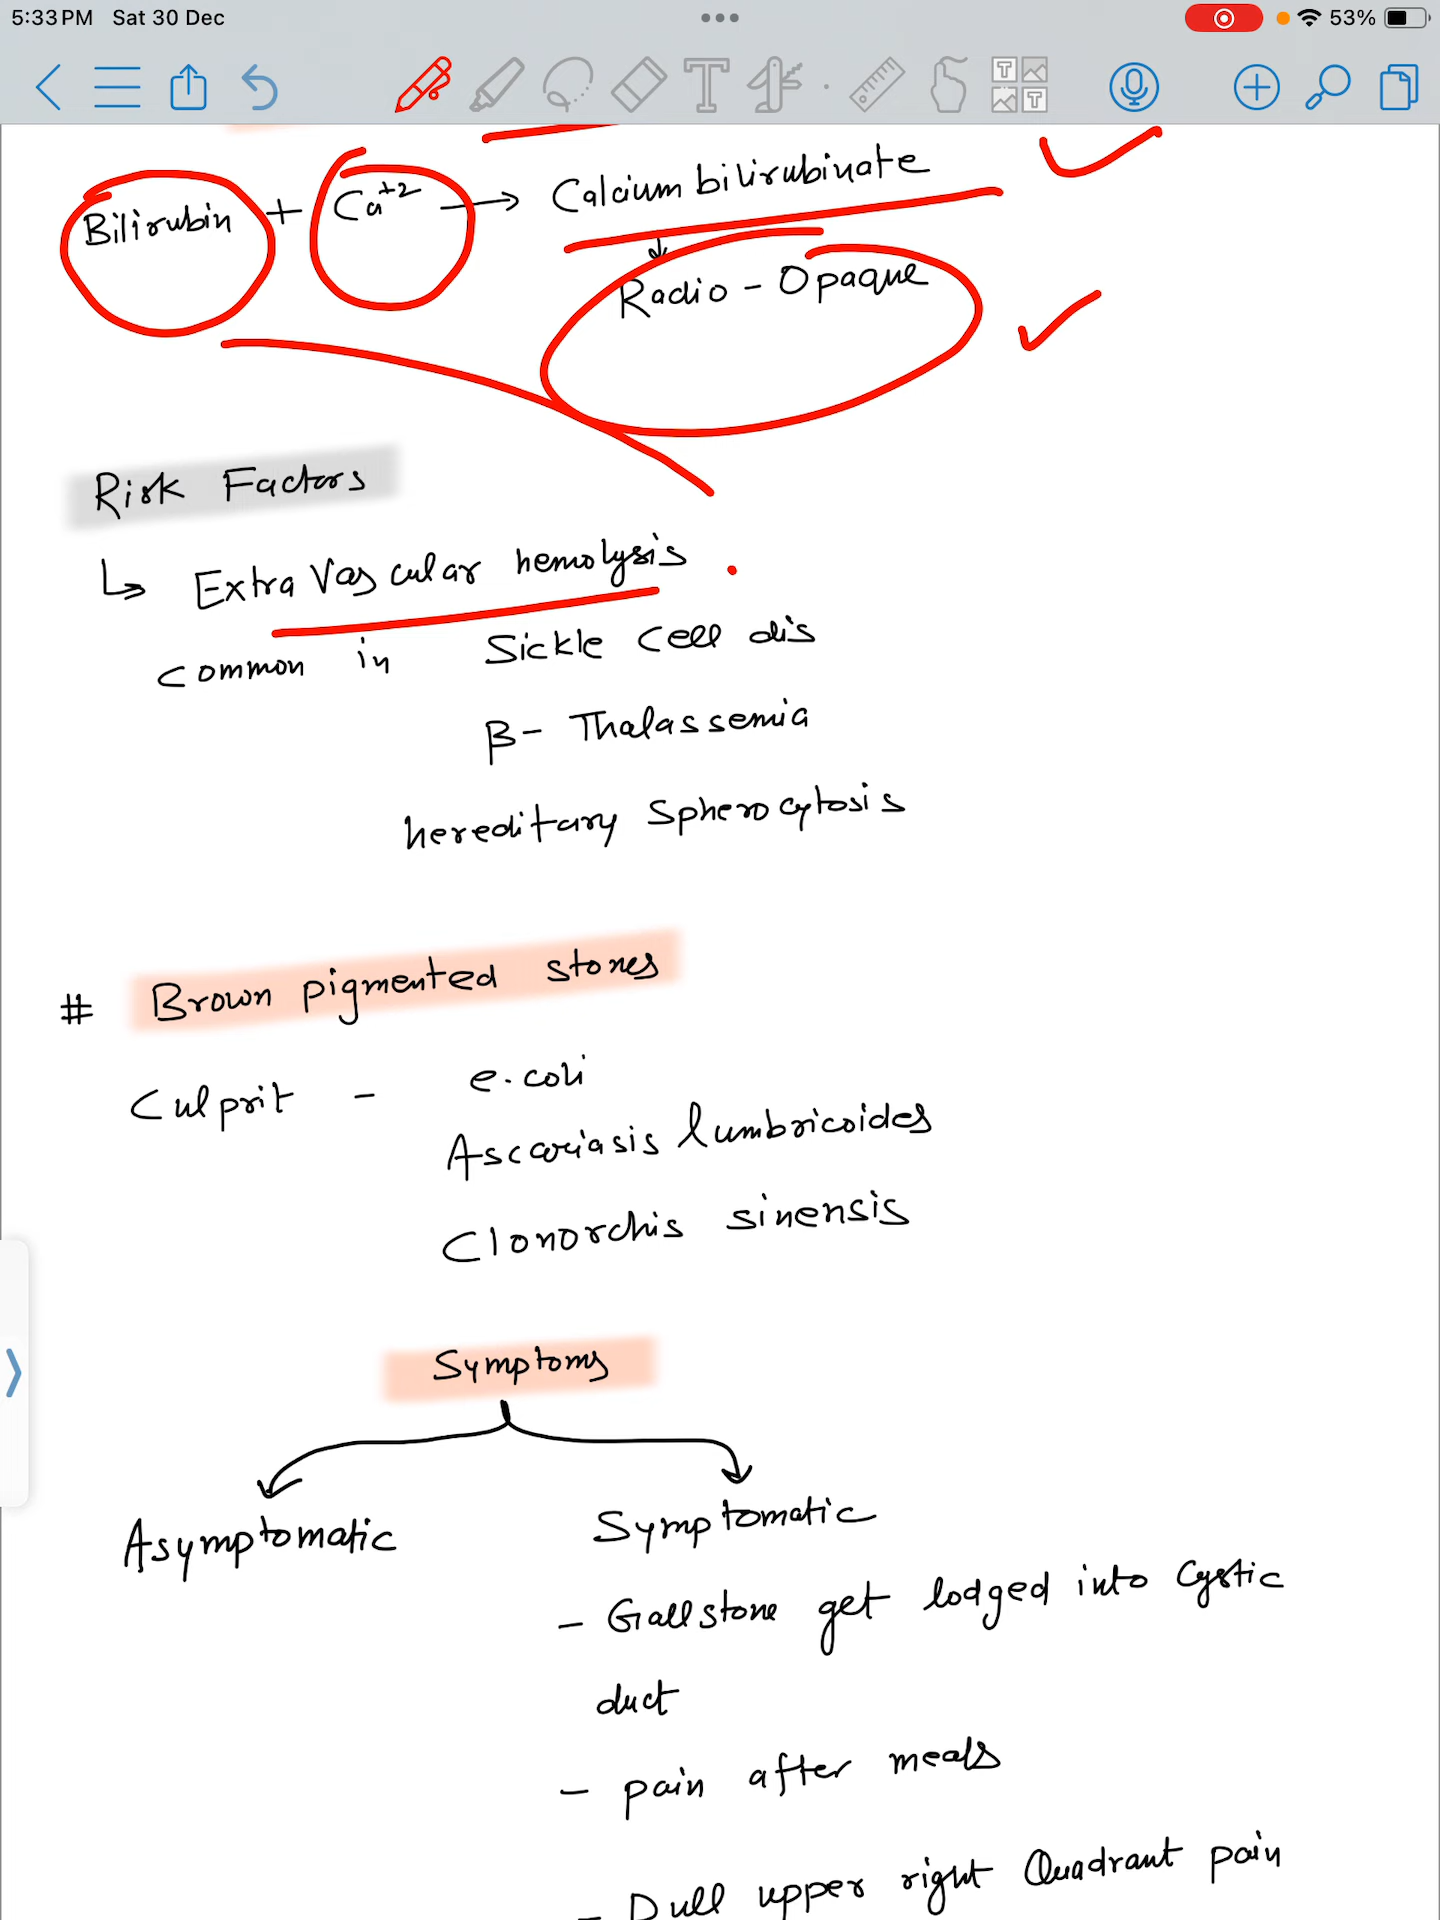 5:33 PM Sat 30 Dec
53%
Bilirubin + Ca+2 → Calcium bilirubinate
↓
Radio - Opaque
Risk Factors
↳ Extra Vascular hemolysis
common in Sickle Cell dis
β- Thalassemia
hereditary Spherocytosis
# Brown pigmented stones
Culprit - e.coli
Ascariasis lumbricoides
Clonorchis sinensis
Symptoms
Asymptomatic
Symptomatic
- Gallstone get lodged into Cystic
duct
- pain after meals
- Dull upper right Quadrant pain